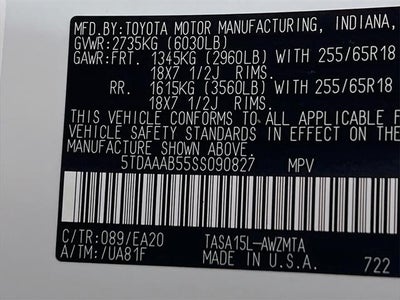 MFD.BY:TOYOTA MOTOR MANUFACTURING, INDIANA,
GVWR:2735KG (6030LB)
GAWR:FRT. 1345KG (2960LB) WITH 255/65R18
18X7 1/2J RIMS.
RR. 1615KG (3560LB) WITH 255/65R18
18X7 1/2J RIMS.
THIS VEHICLE CONFORMS TO ALL APPLICABLE F
VEHICLE SAFETY STANDARDS IN EFFECT ON THE
MANUFACTURE SHOWN ABOVE.
5TDAAAB55SS090827 MPV
C/TR:089/EA20 TASA15L-AWZMTA
A/TM:/UA81F MADE IN U.S.A. 722